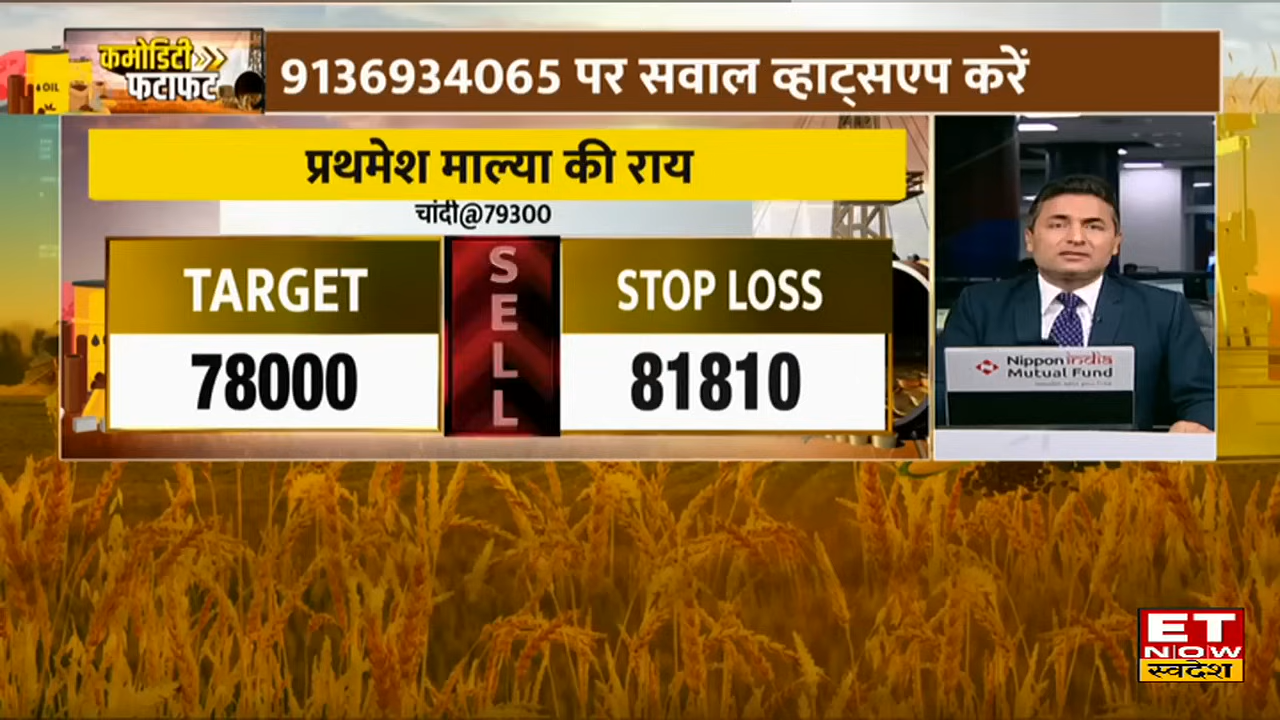 कमोडिटी
फटाफट
9136934065 पर सवाल व्हाट्सएप करें
OIL
प्रथमेश माल्या की राय
चांदी@79300
TARGET
SELL
STOP LOSS
78000
81810
Nippon india
Mutual Fund
ET
NOW
स्वदेश